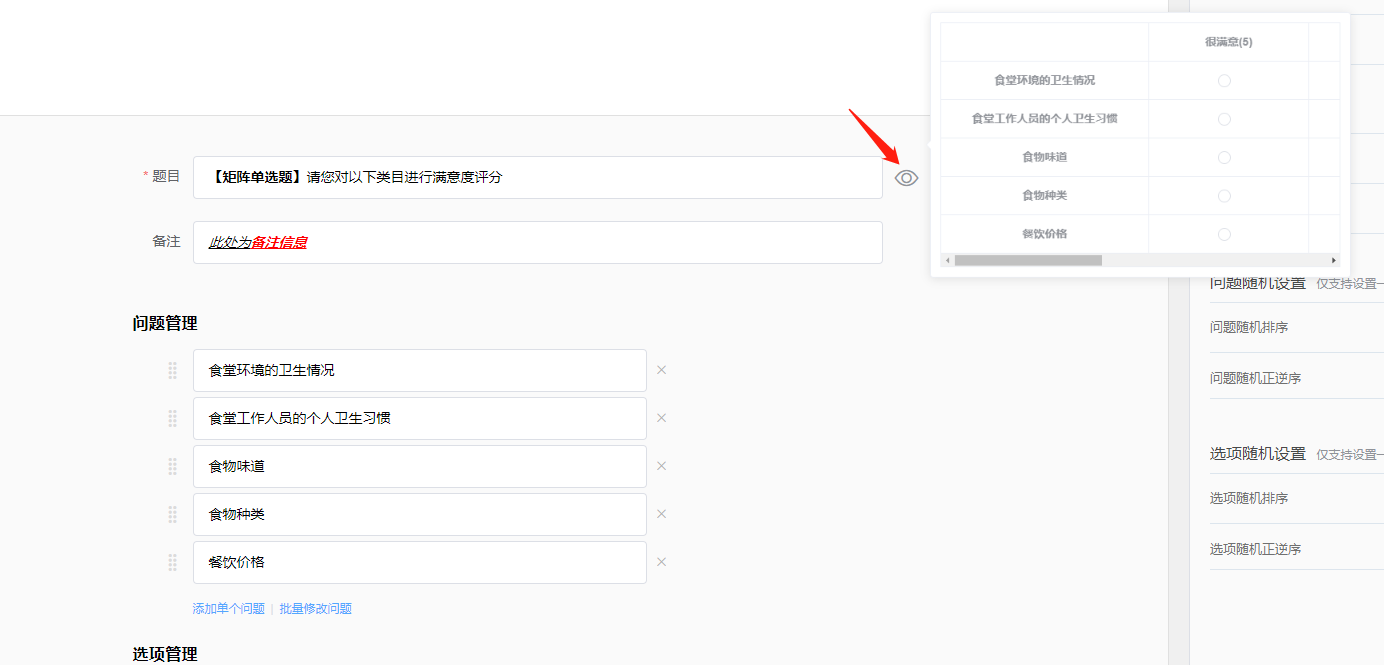 很满意(5)
食堂环境的卫生情况
食堂工作人员的个人卫生习惯
食物味道
食物种类
餐饮价格
* 题目
【矩阵单选题】请您对以下类目进行满意度评分
备注
此处为备注信息
问题管理
食堂环境的卫生情况
食堂工作人员的个人卫生习惯
食物味道
食物种类
餐饮价格
添加单个问题 | 批量修改问题
选项管理
问题随机设置 仅支持设置一
问题随机排序
问题随机正逆序
选项随机设置 仅支持设置一
选项随机排序
选项随机正逆序